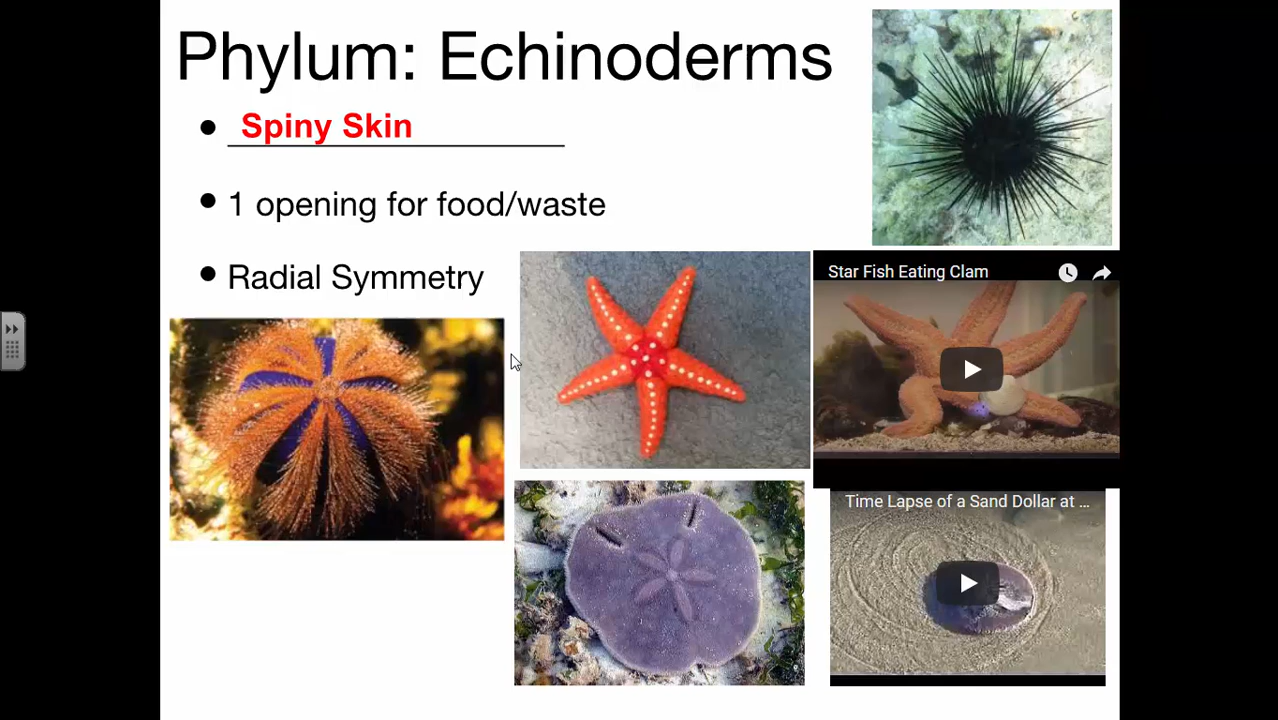 Phylum: Echinoderms
Spiny Skin
1 opening for food/waste
Radial Symmetry
Star Fish Eating Clam
Time Lapse of a Sand Dollar at ...